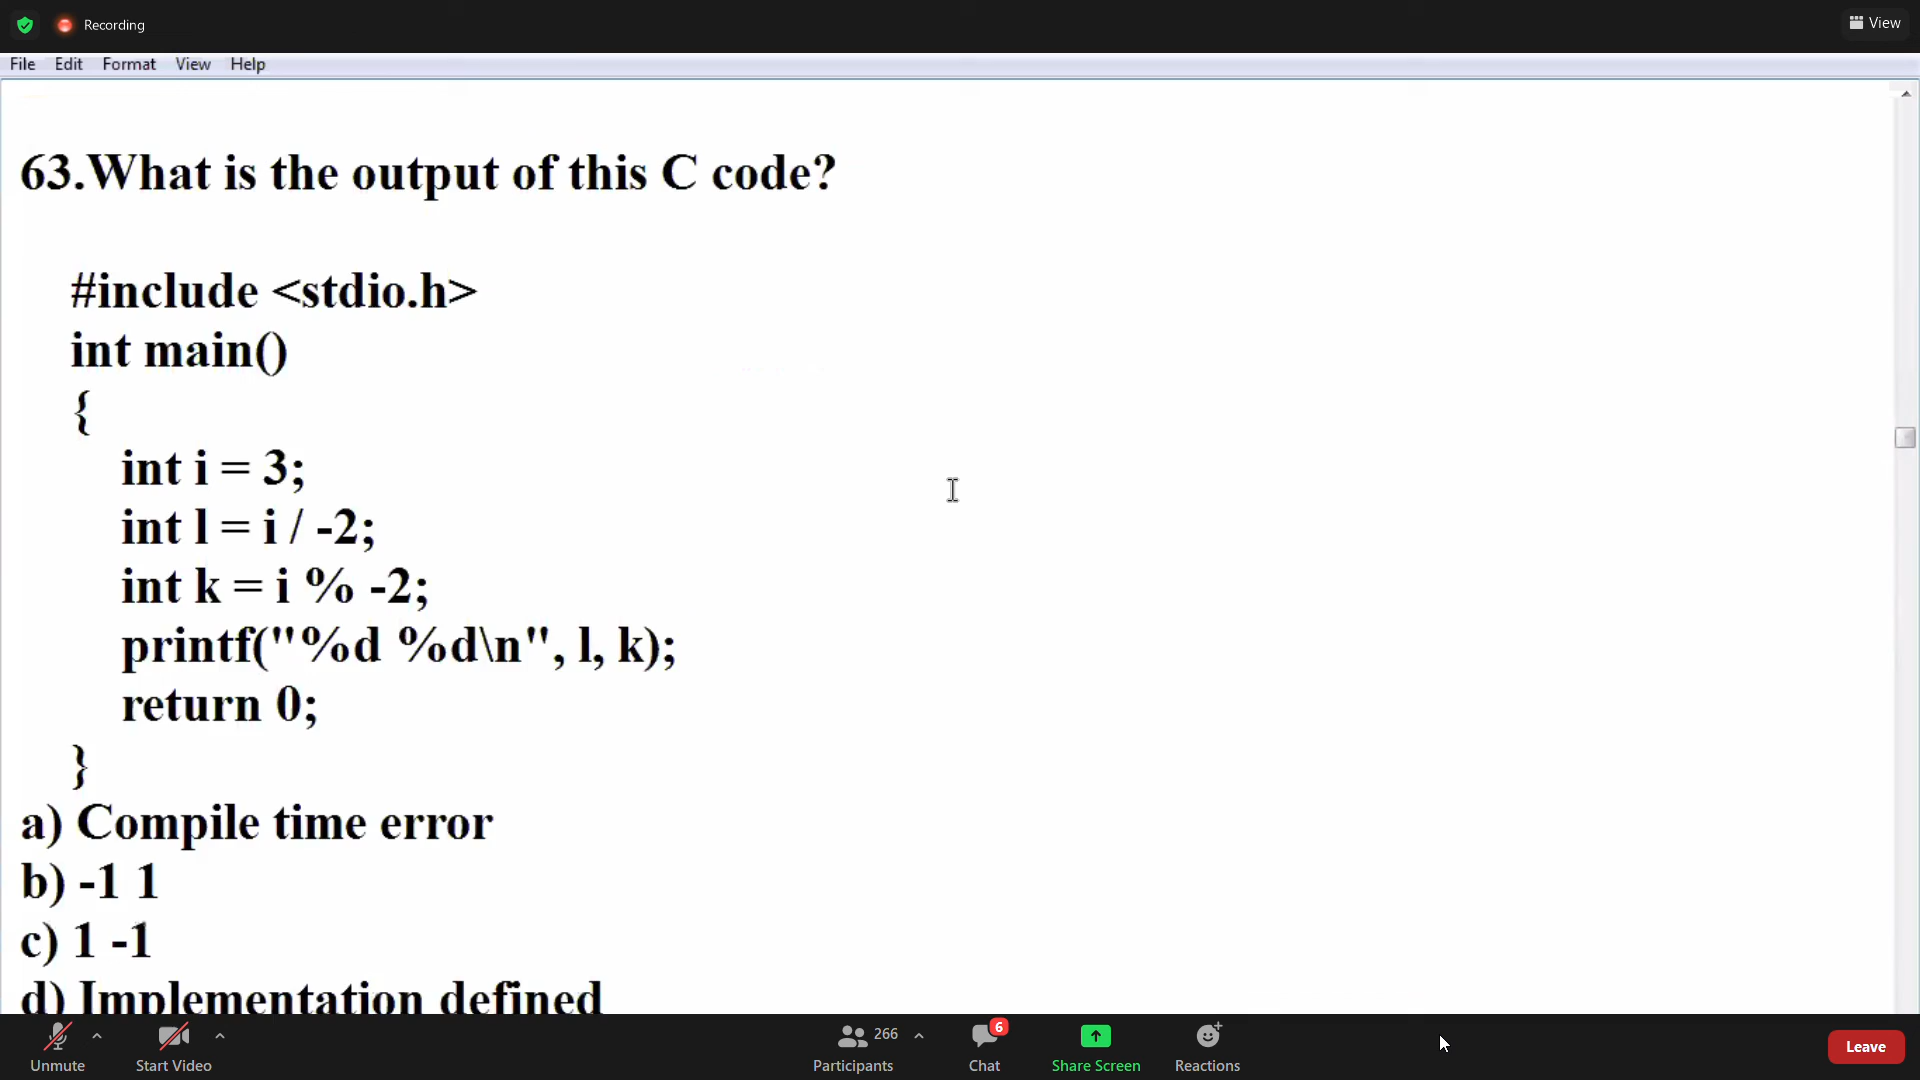 Recording
View
File Edit Format View Help
63.What is the output of this C code?
#include <stdio.h>
int main()
{
int i = 3;
int l = i / -2;
int k = i % -2;
printf("%d %d\n", l, k);
return 0;
}
a) Compile time error
b) -1 1
c) 1 -1
d) Implementation defined
266
6
Unmute
Start Video
Participants
Chat
Share Screen
Reactions
Leave